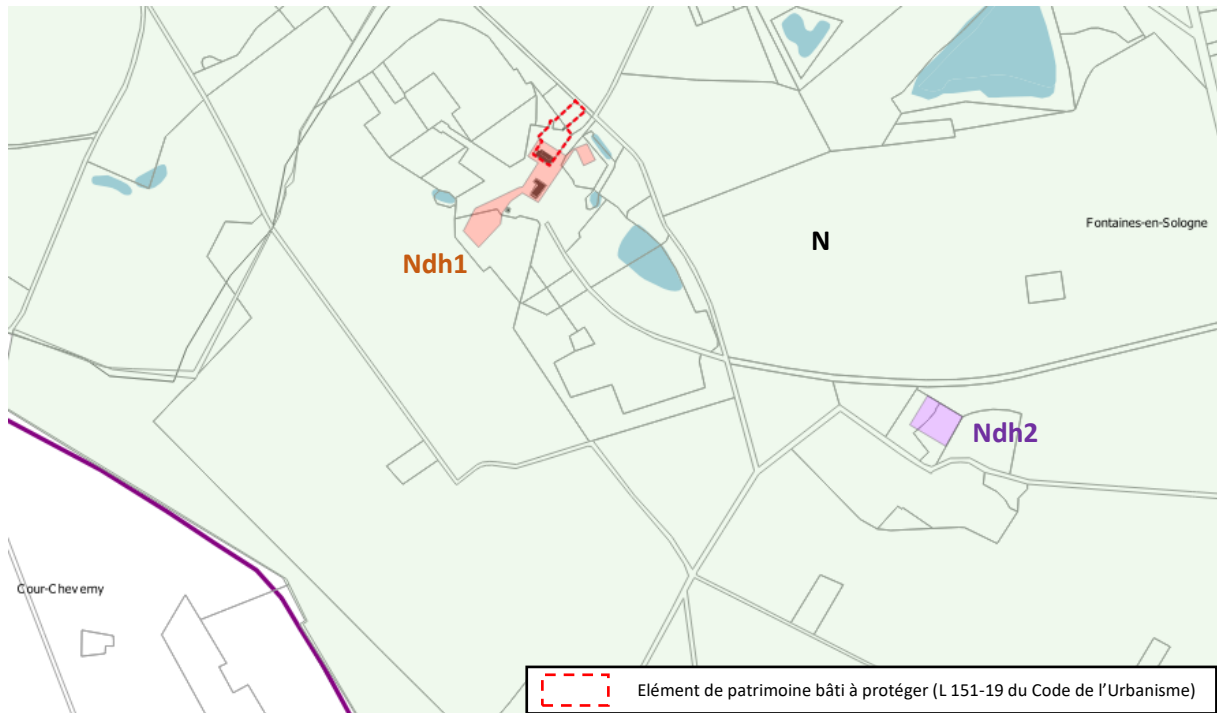 Fontaines-en-Sologne
N
Ndh1
Ndh2
Cour-Cheverny
Elément de patrimoine bâti à protéger (L 151-19 du Code de l’Urbanisme)